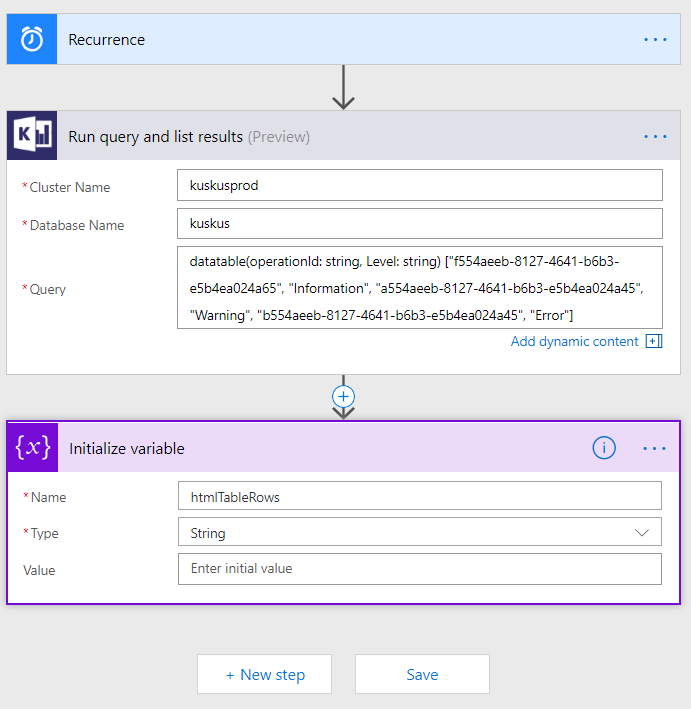 Recurrence
Run query and list results (Preview)
* Cluster Name
kuskusprod
* Database Name
kuskus
* Query
datatable(operationId: string, Level: string) ["f554aeeb-8127-4641-b6b3-
e5b4ea024a65", "Information", "a554aeeb-8127-4641-b6b3-e5b4ea024a45",
"Warning", "b554aeeb-8127-4641-b6b3-e5b4ea024a45", "Error"]
Add dynamic content
{x} Initialize variable
* Name
htmlTableRows
* Type
String
Value
Enter initial value
+ New step
Save